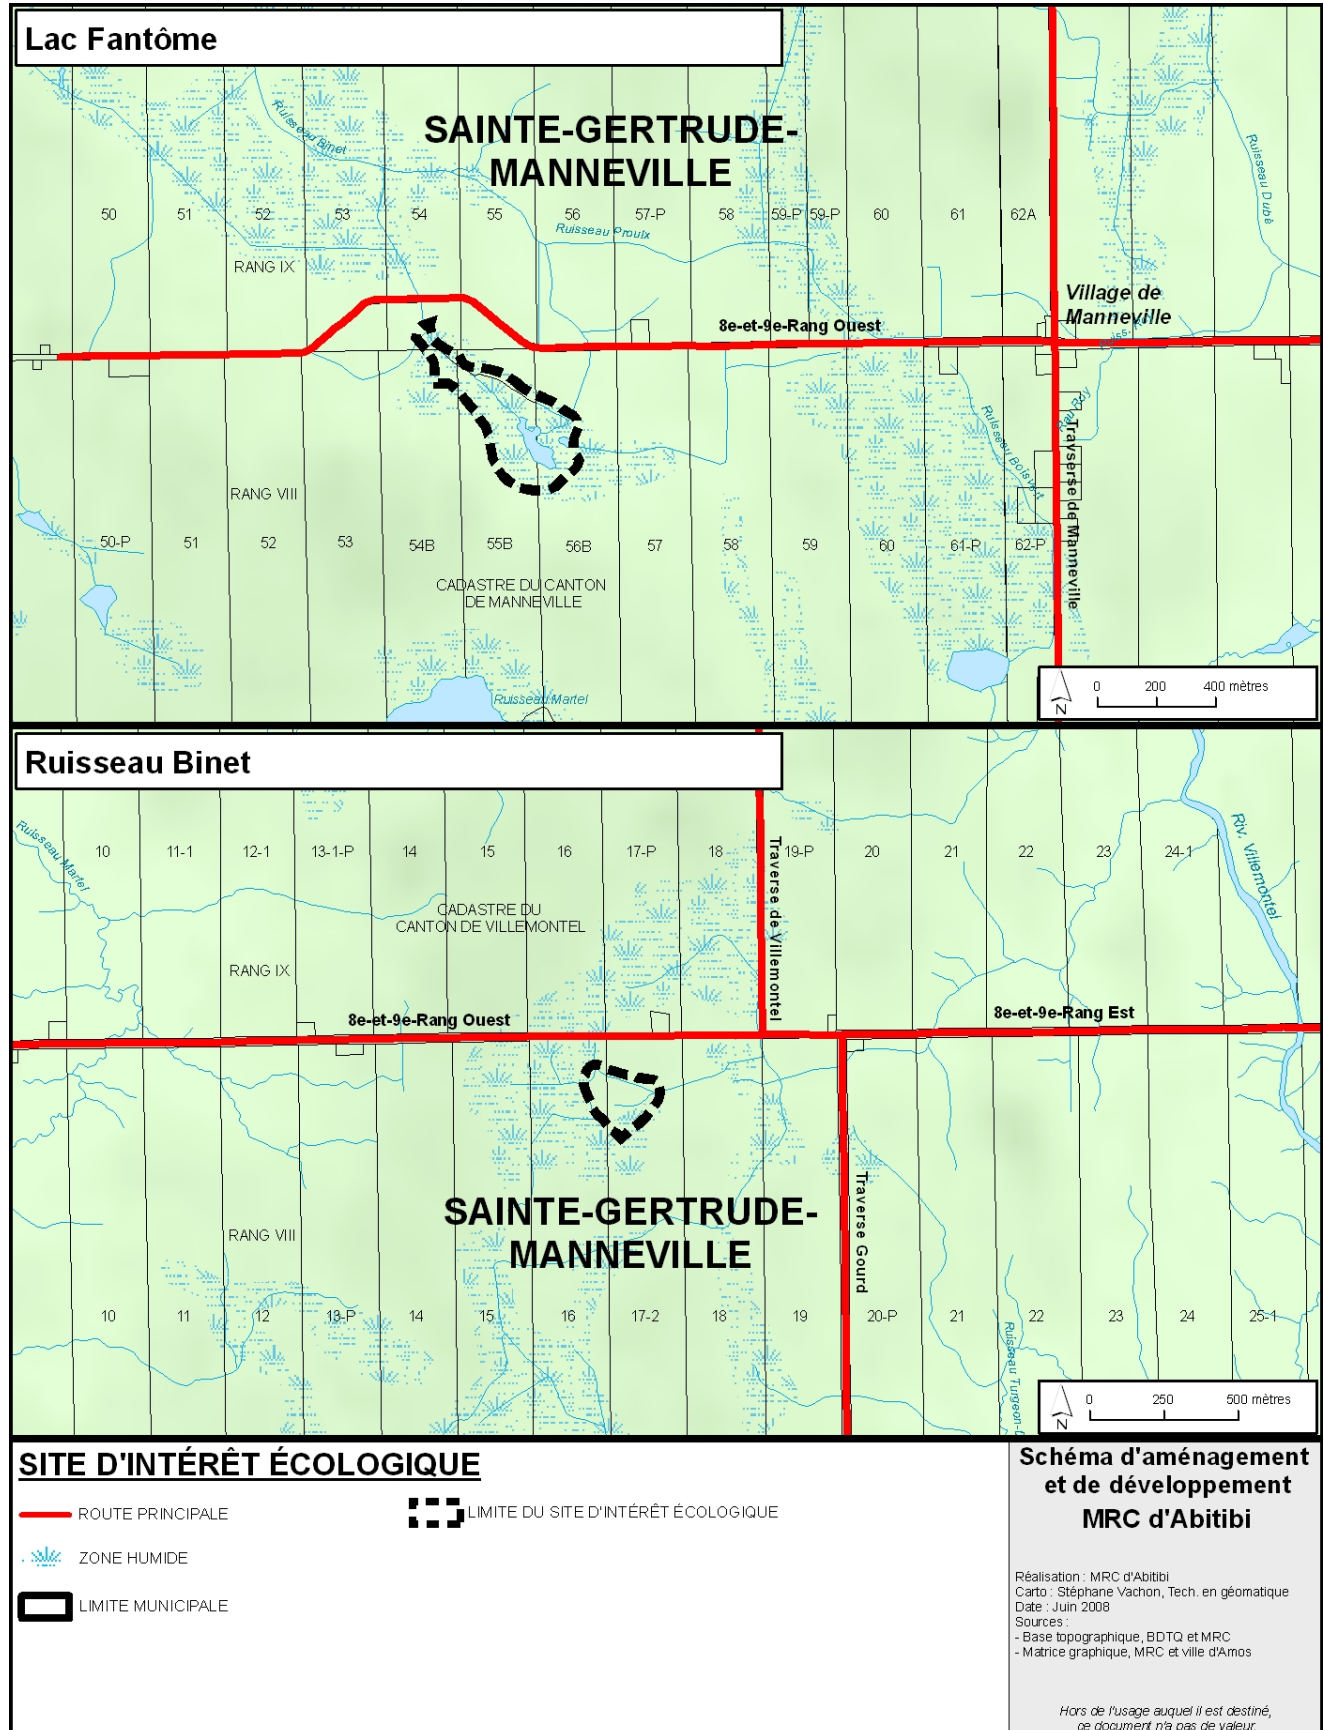 Lac Fantôme
SAINTE-GERTRUDE-
MANNEVILLE
Ruisseau Binet
Ruisseau Dubé
50
51
52
53
54
55
56
57-P
58
59-P
59-P
60
61
62A
Ruisseau Proulx
RANG IX
Village de
Manneville
8e-et-9e-Rang Ouest
Ruiss. Roy
Rau Roy
Ruisseau Boisvert
Travserse de Manneville
RANG VIII
50-P
51
52
53
54B
55B
56B
57
58
59
60
61-P
62-P
CADASTRE DU CANTON
DE MANNEVILLE
Ruisseau Martel
N
0 200 400 mètres
Ruisseau Binet
Ruisseau Martel
Riv. Villemontel
10
11-1
12-1
13-1-P
14
15
16
17-P
18
19-P
20
21
22
23
24-1
Traverse de Villemontel
CADASTRE DU
CANTON DE VILLEMONTEL
RANG IX
8e-et-9e-Rang Ouest
8e-et-9e-Rang Est
SAINTE-GERTRUDE-
MANNEVILLE
Traverse Gourd
RANG VIII
10
11
12
13-P
14
15
16
17-2
18
19
20-P
21
22
23
24
25-1
N
0 250 500 mètres
SITE D'INTÉRÊT ÉCOLOGIQUE
ROUTE PRINCIPALE
LIMITE DU SITE D'INTÉRÊT ÉCOLOGIQUE
ZONE HUMIDE
LIMITE MUNICIPALE
Schéma d'aménagement
et de développement
MRC d'Abitibi
Réalisation : MRC d'Abitibi
Carto : Stéphane Vachon, Tech. en géomatique
Date : Juin 2008
Sources :
- Base topographique, BDTQ et MRC
- Matrice graphique, MRC et ville d'Amos
Hors de l'usage auquel il est destiné,
ce document n'a pas de valeur.